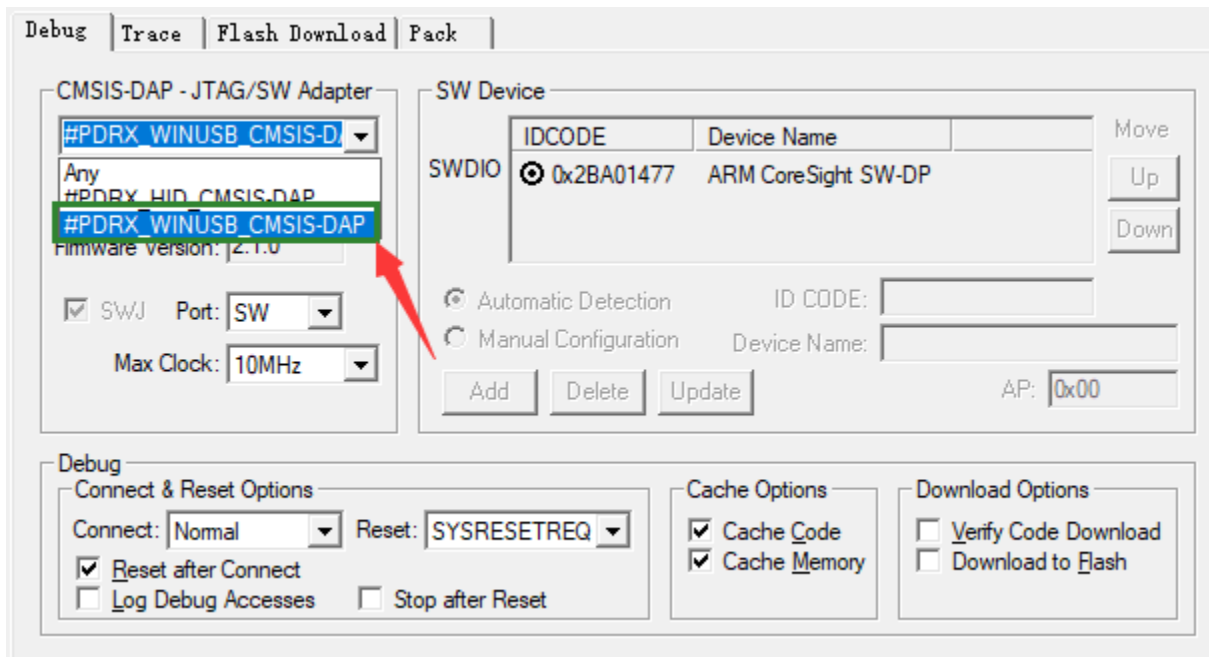 Debug Trace Flash Download Pack
CMSIS-DAP - JTAG/SW Adapter
#PDRX_WINUSB_CMSIS-DA
Any
#PDRX_HID_CMSIS-DAP
#PDRX_WINUSB_CMSIS-DAP
Firmware Version: 2.1.0
SWJ Port: SW
Max Clock: 10MHz
SW Device
IDCODE Device Name Move
SWDIO 0x2BA01477 ARM CoreSight SW-DP Up
Down
Automatic Detection ID CODE:
Manual Configuration Device Name:
Add Delete Update AP: 0x00
Debug
Connect & Reset Options
Connect: Normal Reset: SYSRESETREQ
Reset after Connect
Log Debug Accesses Stop after Reset
Cache Options
Cache Code
Cache Memory
Download Options
Verify Code Download
Download to Flash